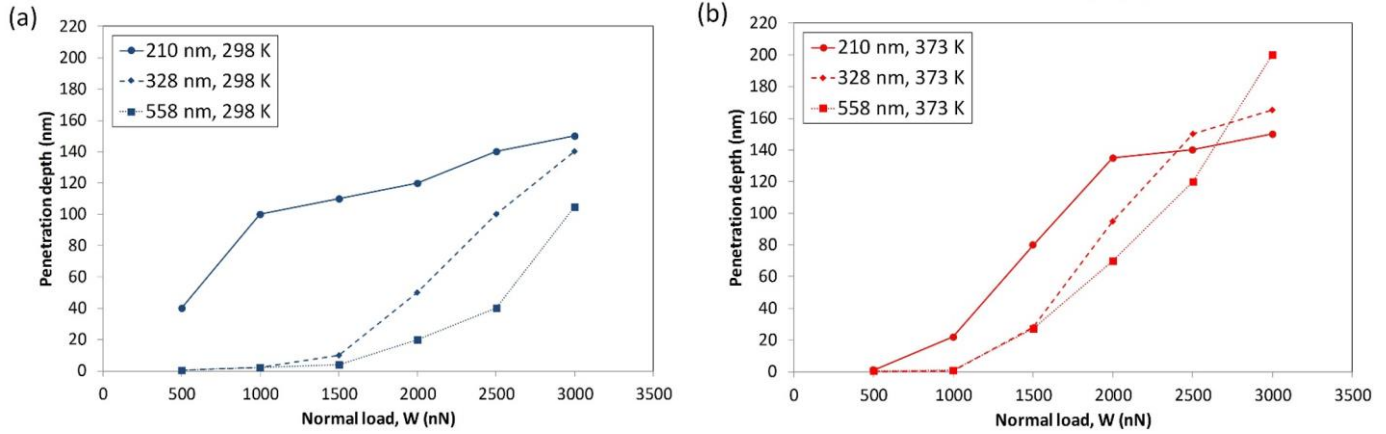 (a)
220
200
180
160
140
120
100
80
60
40
20
0
Penetration depth (nm)
210 nm, 298 K
328 nm, 298 K
558 nm, 298 K
0 500 1000 1500 2000 2500 3000 3500
Normal load, W (nN)
(b)
220
200
180
160
140
120
100
80
60
40
20
0
Penetration depth (nm)
210 nm, 373 K
328 nm, 373 K
558 nm, 373 K
0 500 1000 1500 2000 2500 3000 3500
Normal load, W (nN)